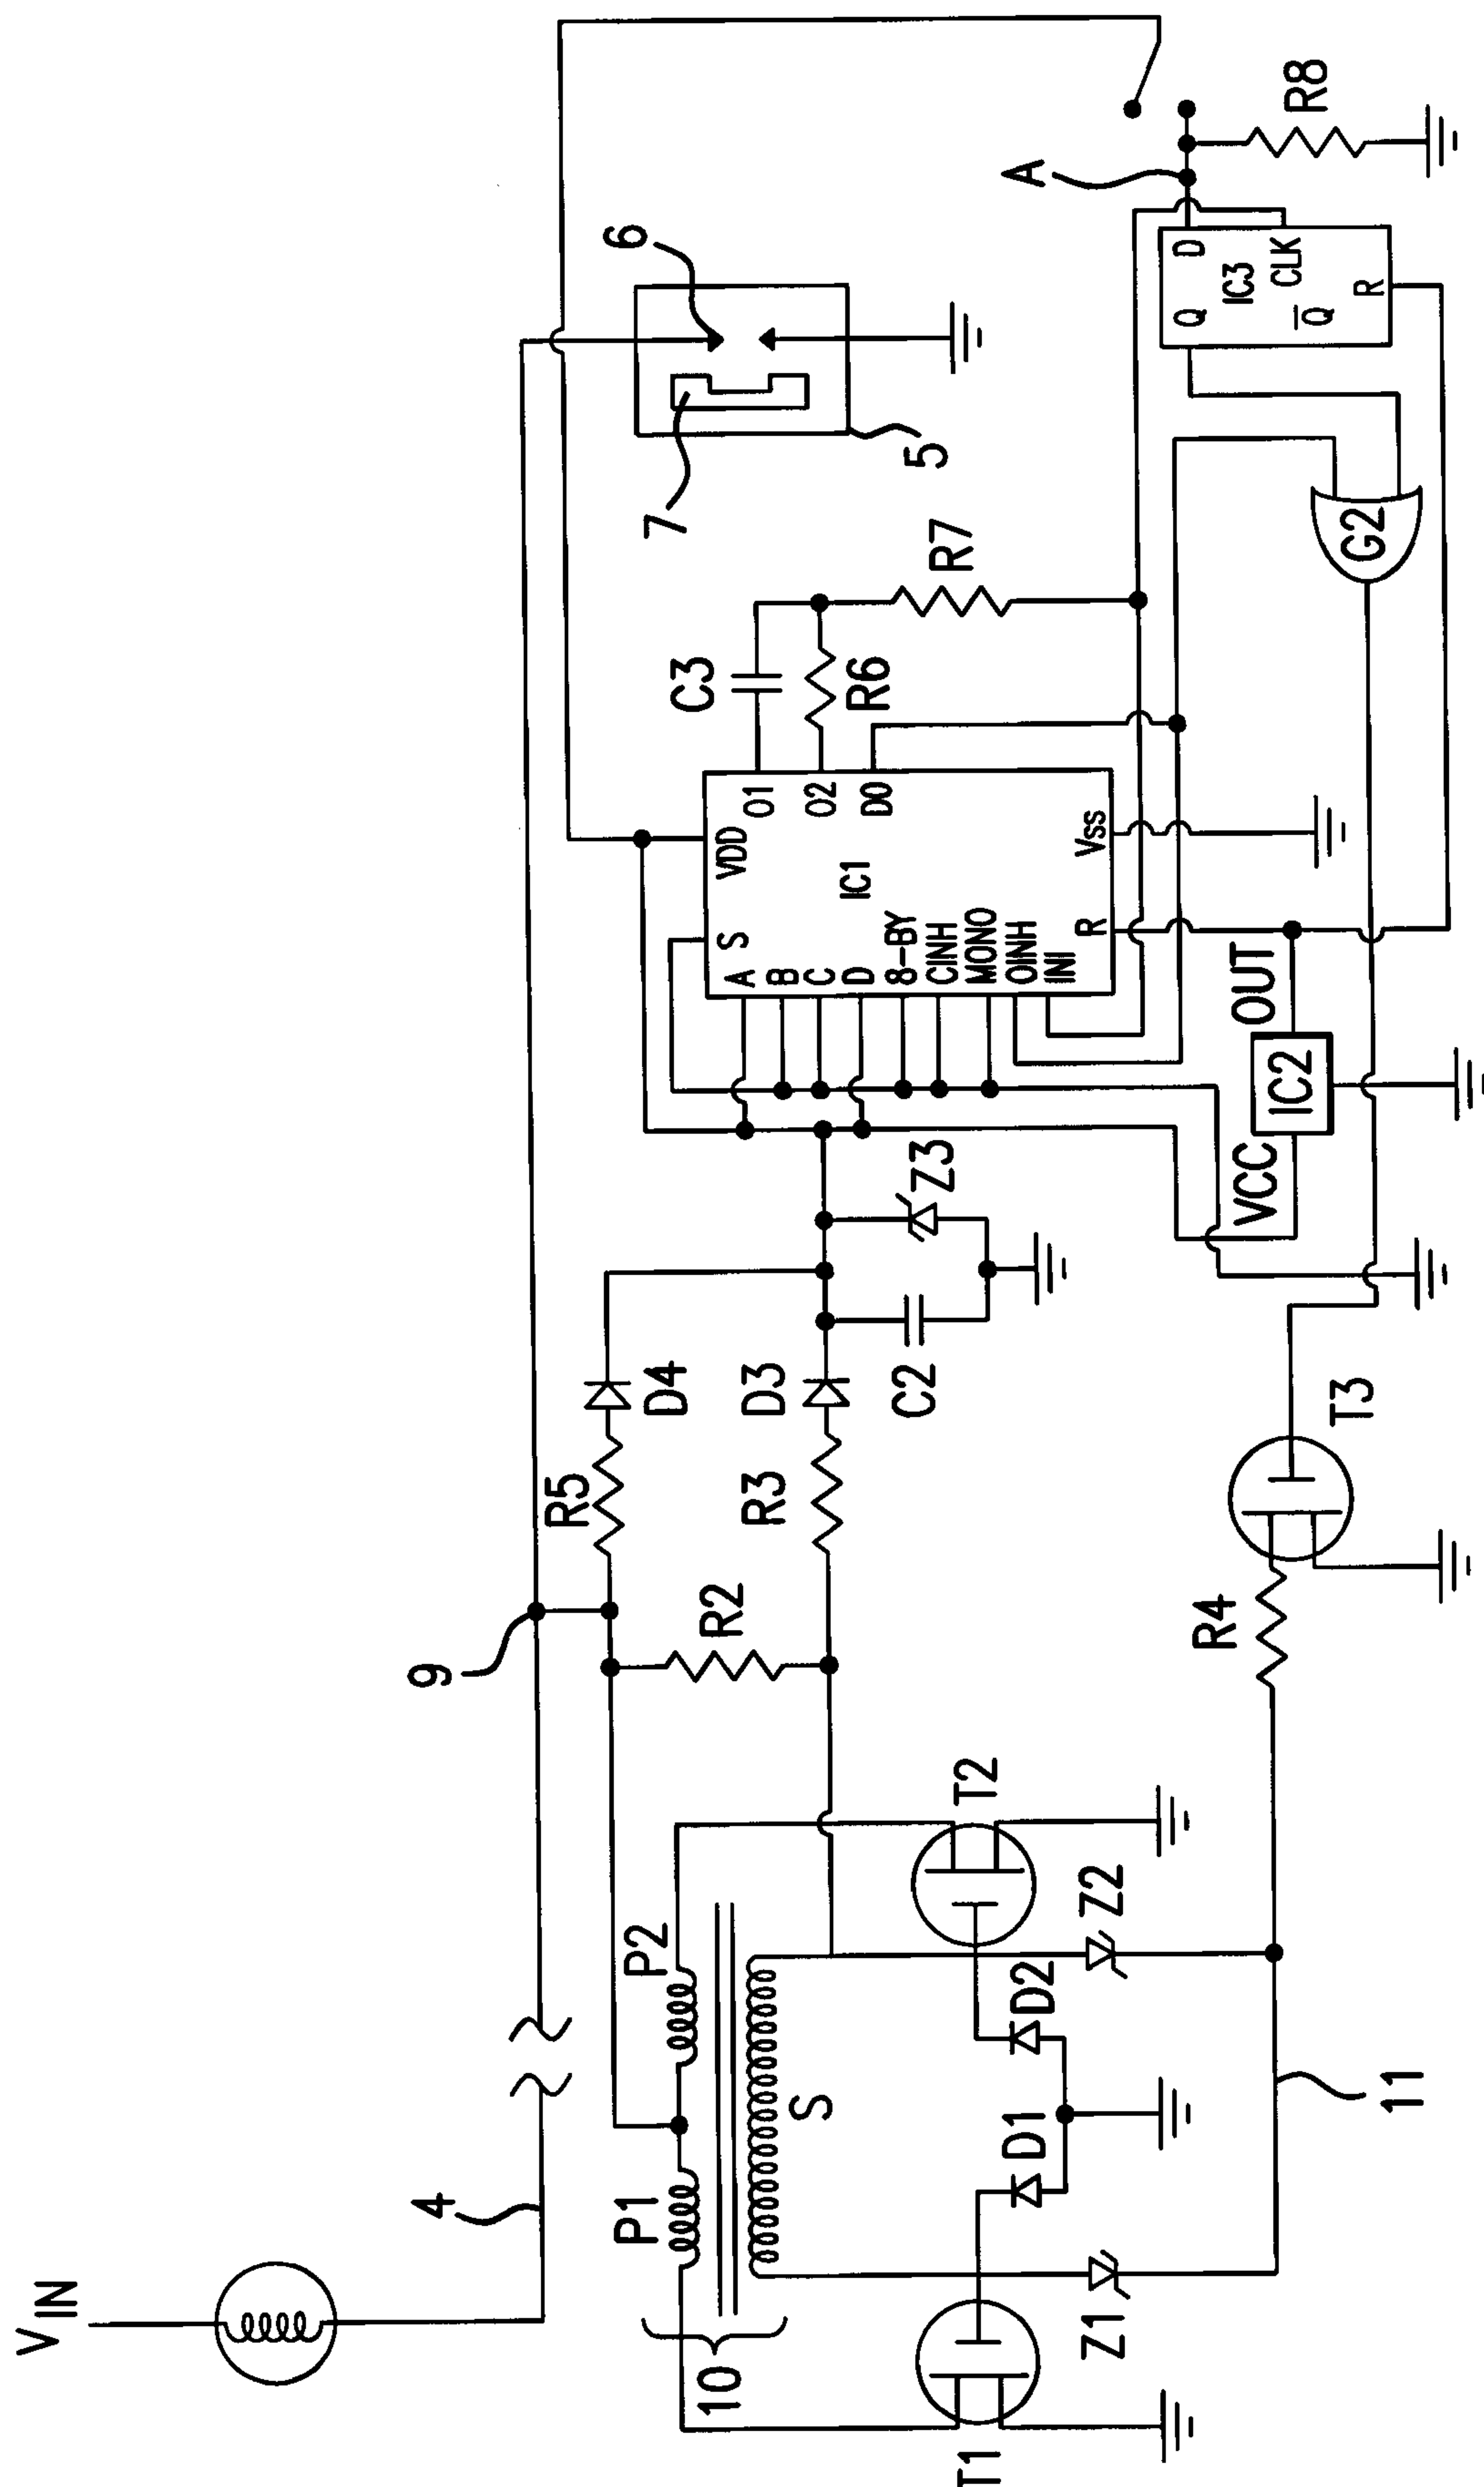 V IN
4
9
10
P1
P2
S
T1
T2
D1
D2
Z1
Z2
11
R2
R5
D4
R3
D3
C2
Z3
R4
T3
VDD
S
A
B
C
D
8-BY
CINH
MONO
OINH
INI
O1
O2
DO
IC1
R
Vss
C3
R6
R7
VCC
IC2
OUT
7
6
5
G2
Q
D
IC3
CLK
Q̅
R
A
R8